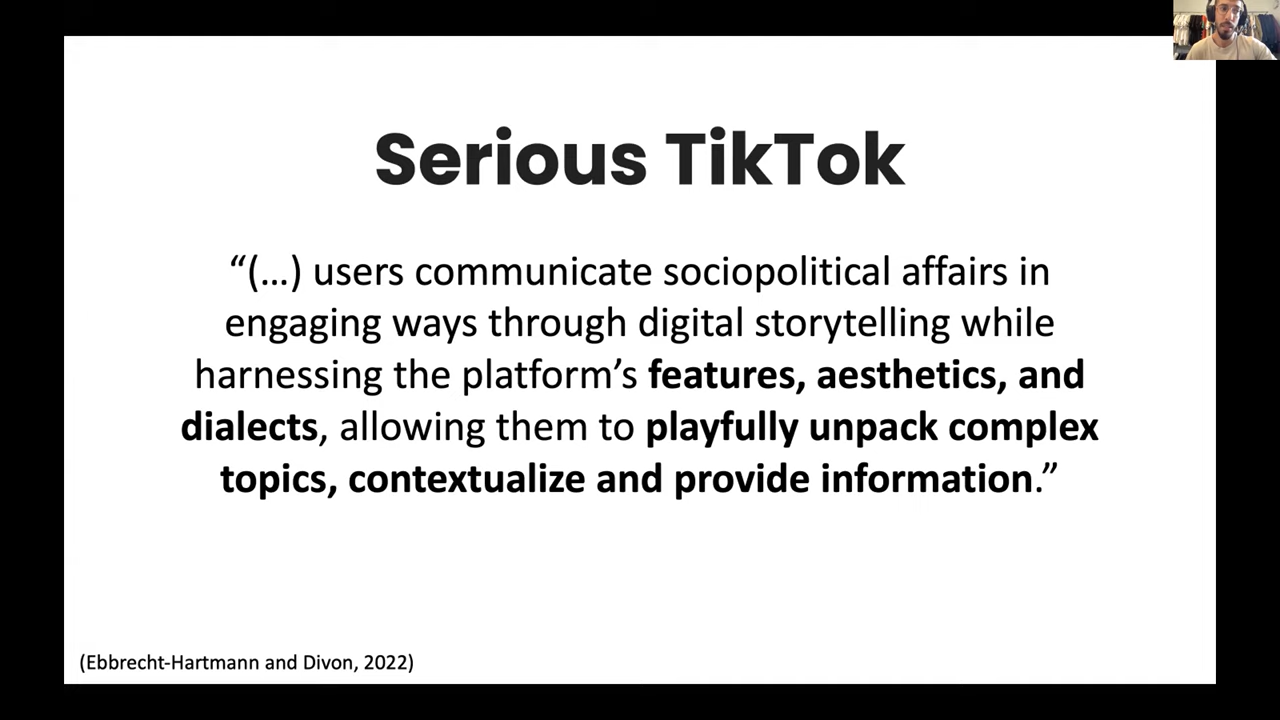 Serious TikTok
“(...) users communicate sociopolitical affairs in
engaging ways through digital storytelling while
harnessing the platform’s features, aesthetics, and
dialects, allowing them to playfully unpack complex
topics, contextualize and provide information.”
(Ebbrecht-Hartmann and Divon, 2022)